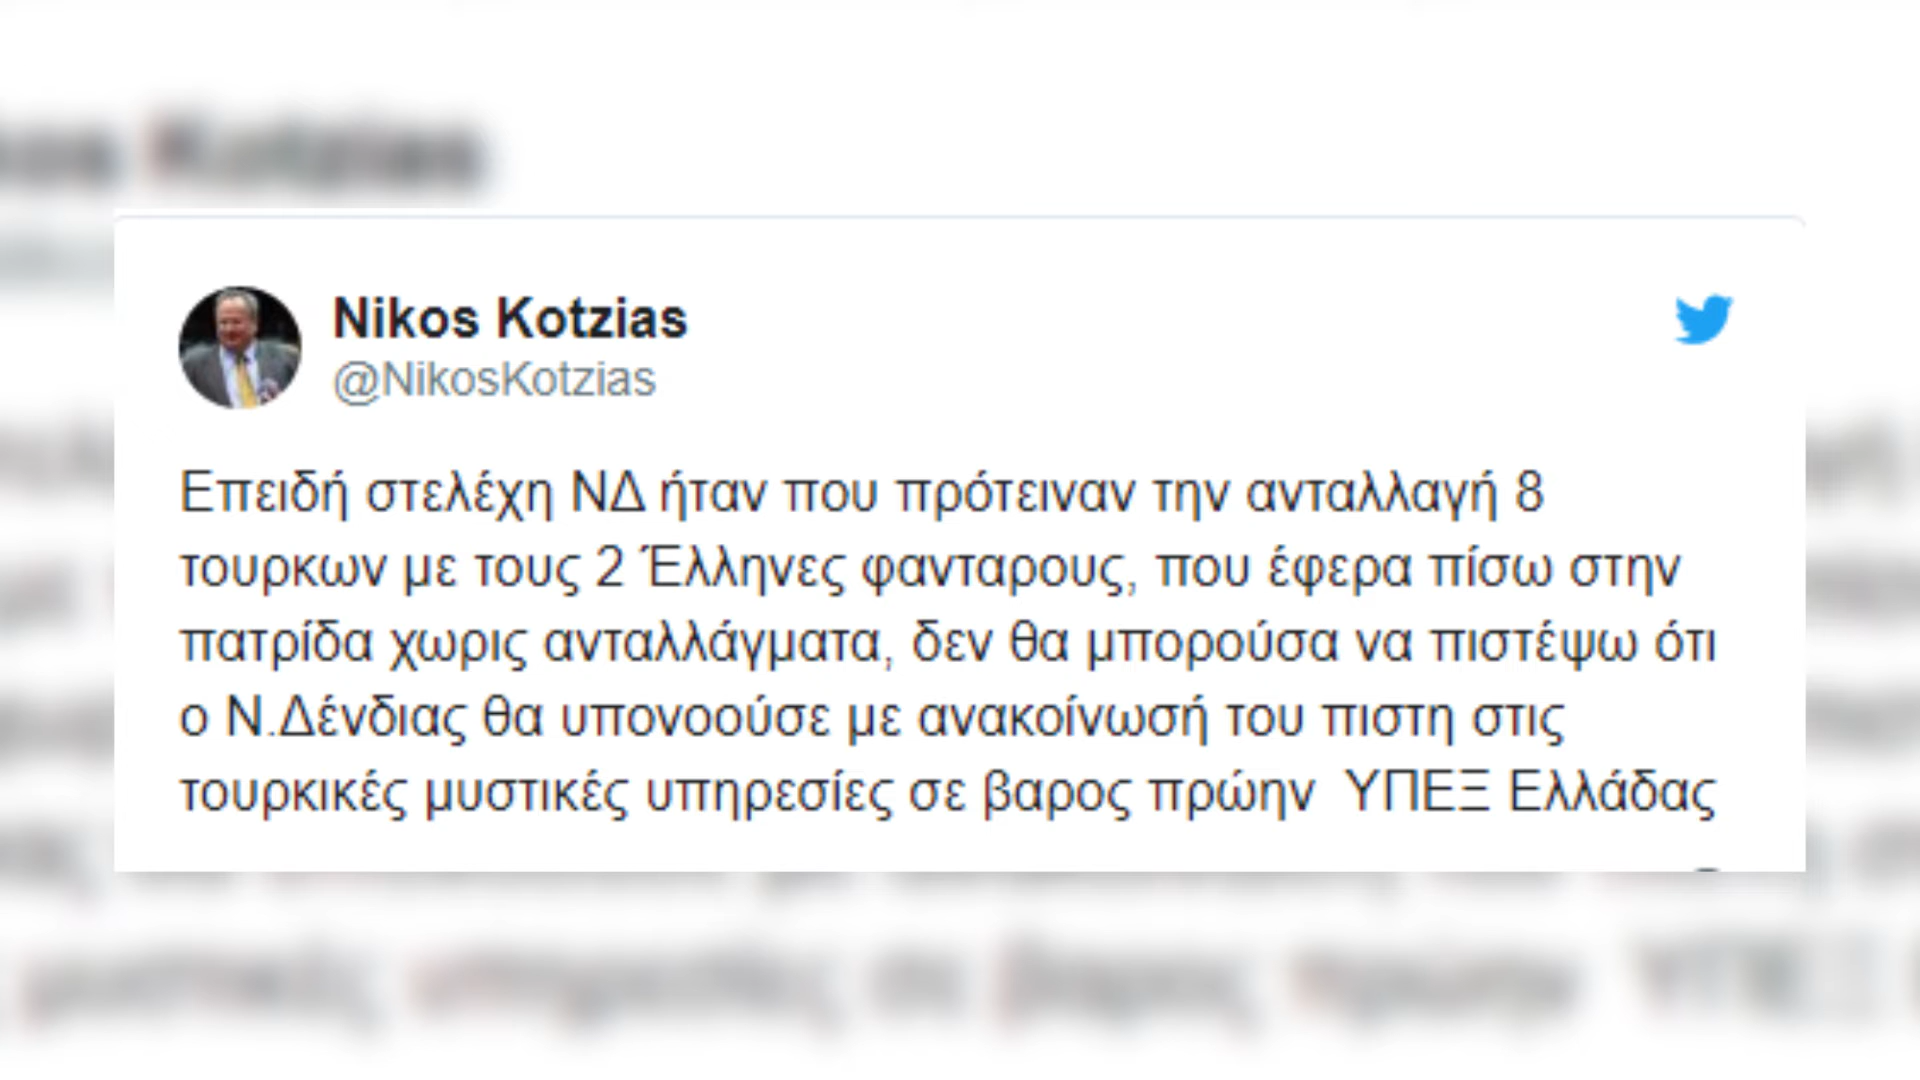 Kotzias
Nikos Kotzias
@NikosKotzias
Επειδή στελέχη ΝΔ ήταν που πρότειναν την ανταλλαγή 8
τουρκων με τους 2 Έλληνες φανταρους, που έφερα πίσω στην
πατρίδα χωρις ανταλλάγματα, δεν θα μπορούσα να πιστέψω ότι
ο Ν.Δένδιας θα υπονοούσε με ανακοίνωσή του πιστη στις
τουρκικές μυστικές υπηρεσίες σε βαρος πρώην  ΥΠΕΞ Ελλάδας